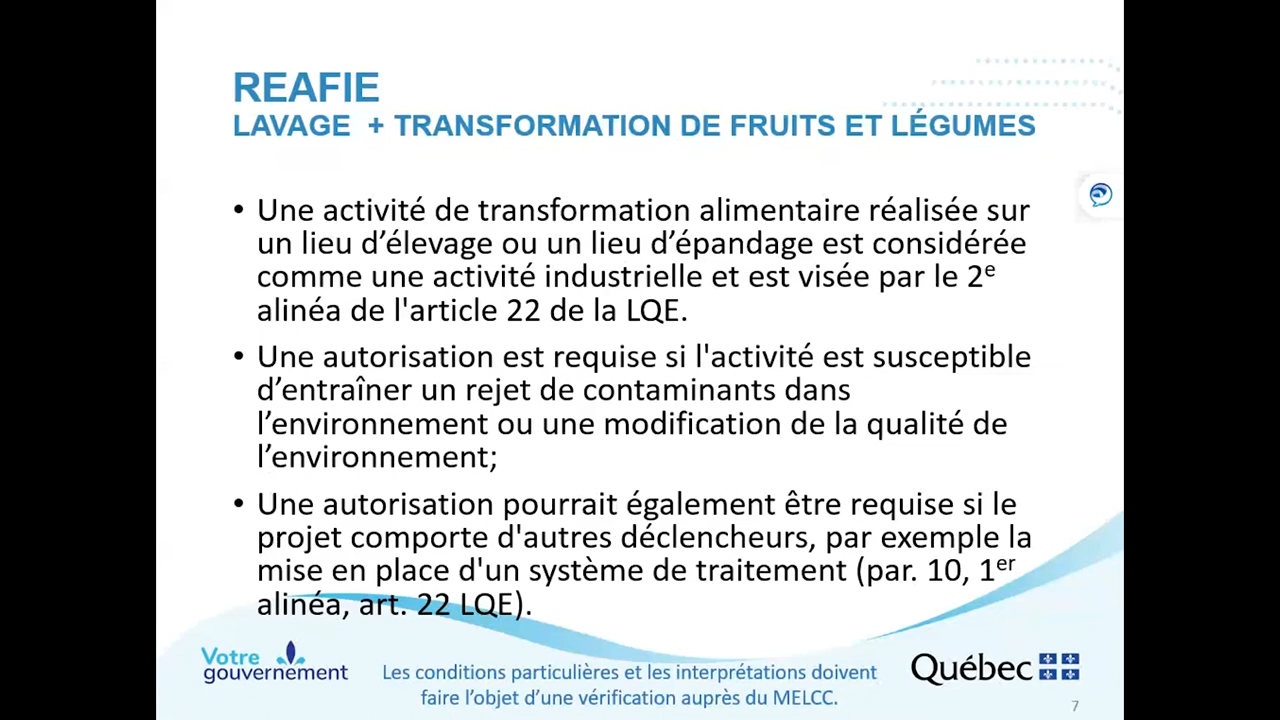 REAFIE
LAVAGE + TRANSFORMATION DE FRUITS ET LÉGUMES
• Une activité de transformation alimentaire réalisée sur
un lieu d’élevage ou un lieu d’épandage est considérée
comme une activité industrielle et est visée par le 2e
alinéa de l'article 22 de la LQE.
• Une autorisation est requise si l'activité est susceptible
d’entraîner un rejet de contaminants dans
l’environnement ou une modification de la qualité de
l’environnement;
• Une autorisation pourrait également être requise si le
projet comporte d'autres déclencheurs, par exemple la
mise en place d'un système de traitement (par. 10, 1er
alinéa, art. 22 LQE).
Votre
gouvernement
Les conditions particulières et les interprétations doivent
faire l’objet d’une vérification auprès du MELCC.
Québec
7